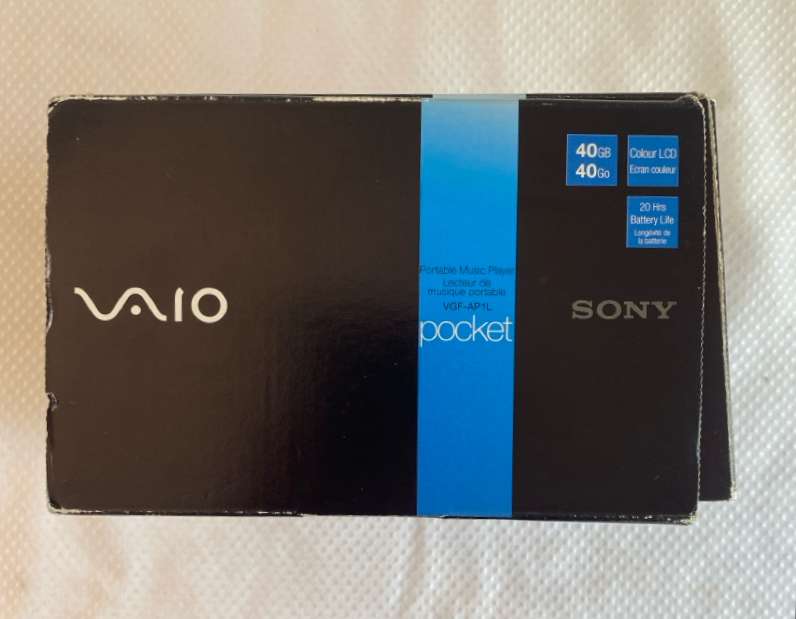 VAIO
Portable Music Player
Lecteur de
musique portable
VGF-AP1L
pocket
40GB
40Go
Colour LCD
Ecran couleur
20 Hrs
Battery Life
Longévité de
la batterie
SONY